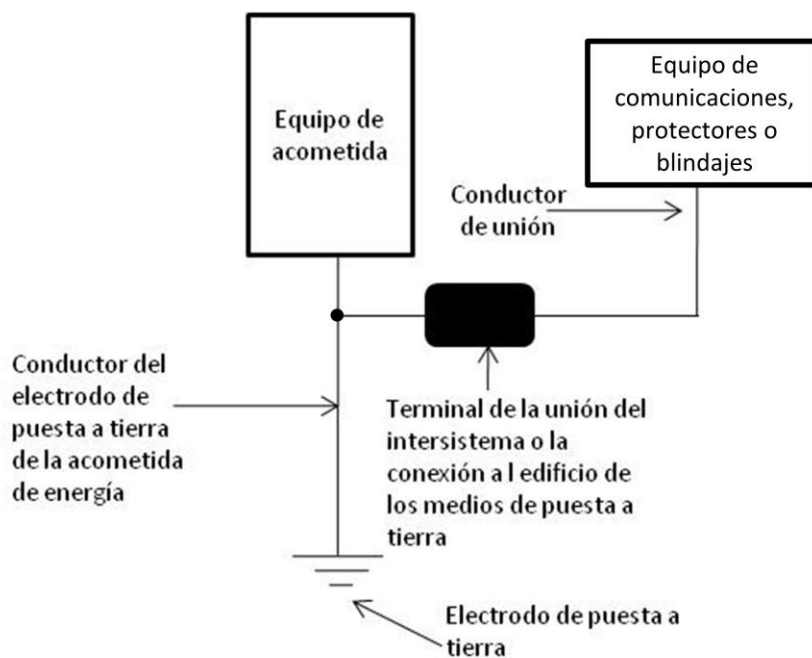 Equipo de
acometida
Equipo de
comunicaciones,
protectores o
blindajes
Conductor
de unión
Conductor del
electrodo de
puesta a tierra
de la acometida
de energía
Terminal de la unión del
intersistema o la
conexión a l edificio de
los medios de puesta a
tierra
Electrodo de puesta a
tierra